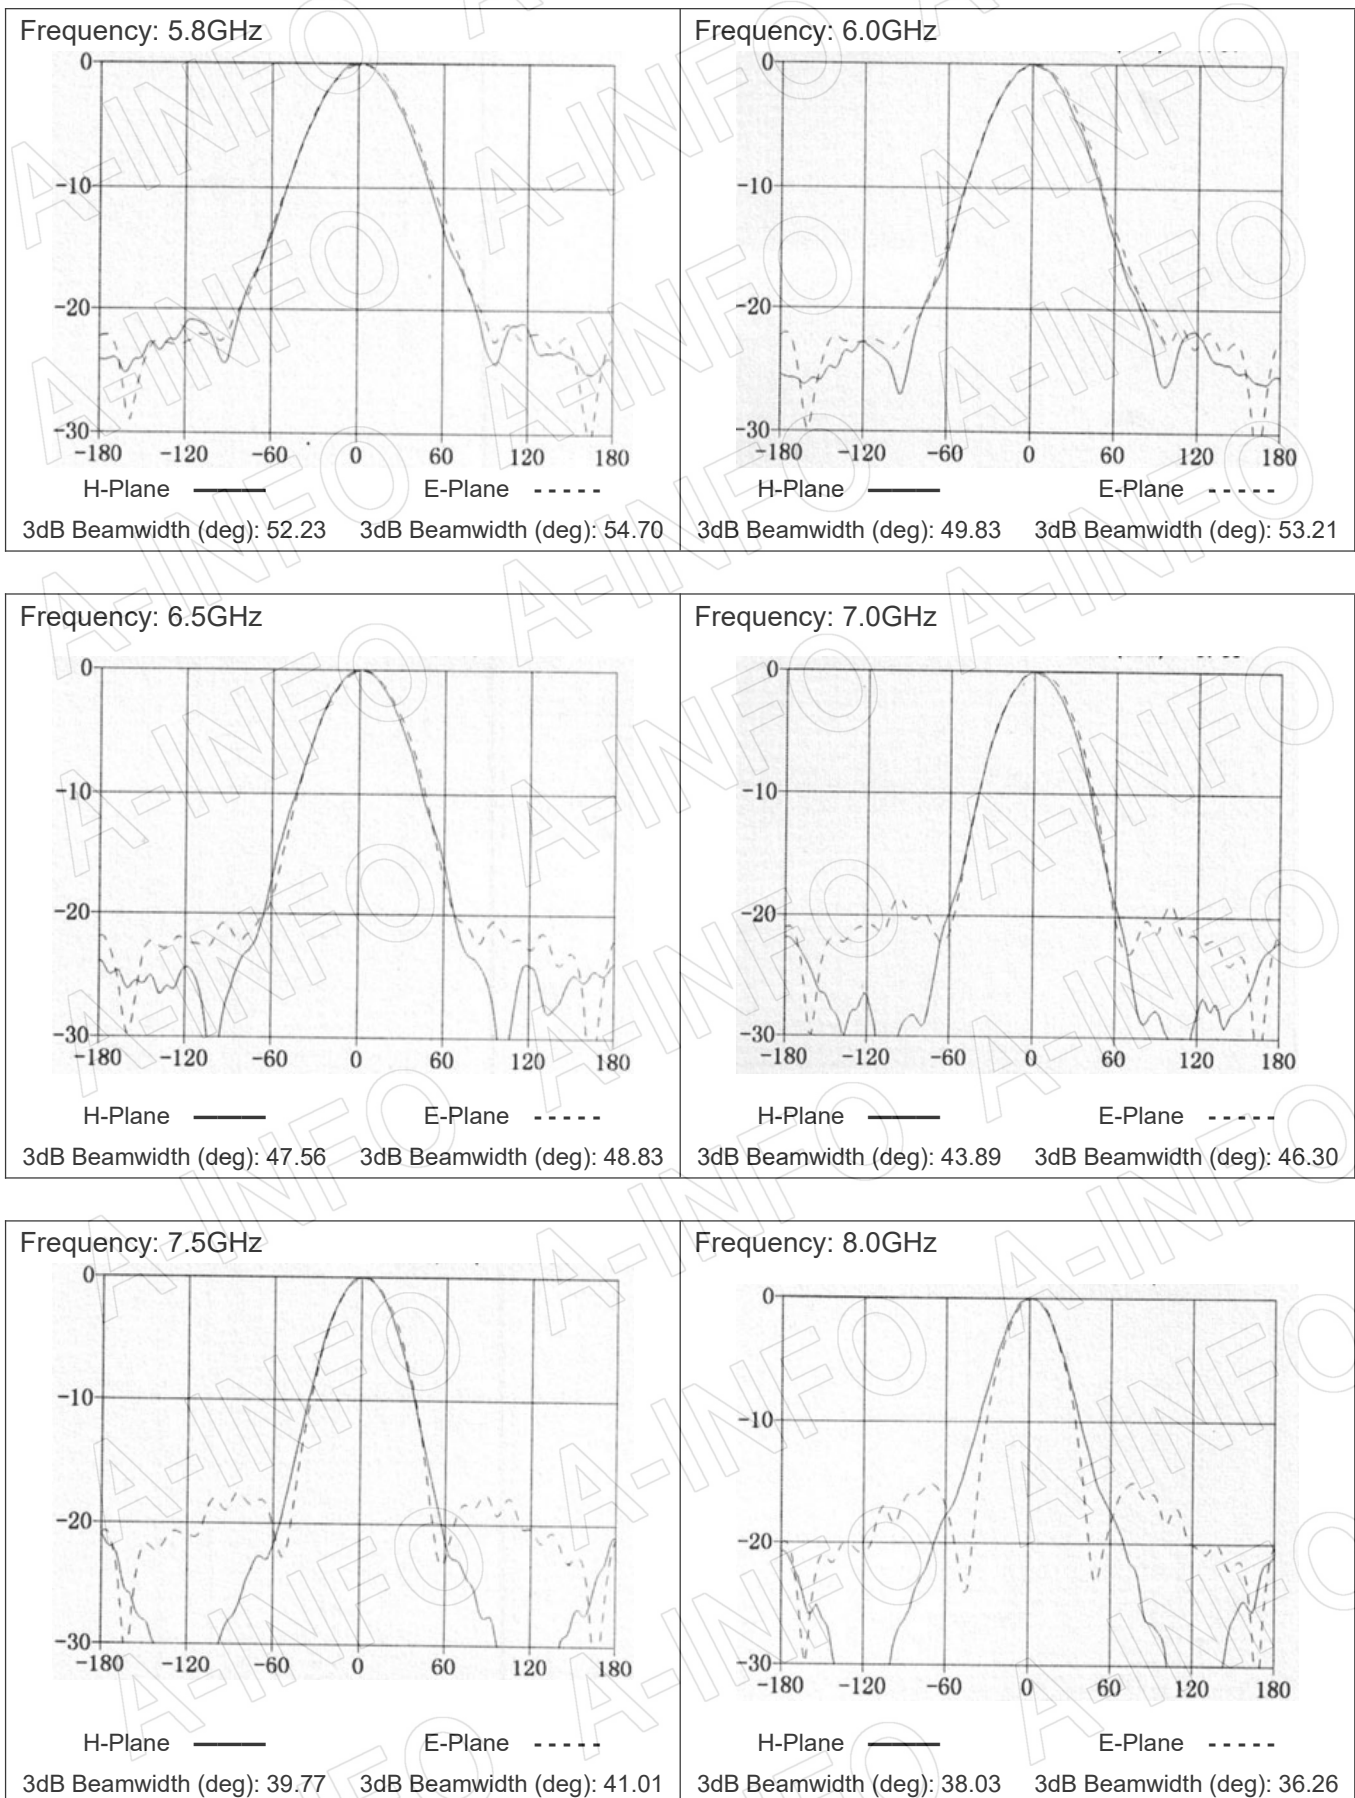 Frequency: 5.8GHz
0
-10
-20
-30
-180 -120 -60 0 60 120 180
H-Plane E-Plane
3dB Beamwidth (deg): 52.23 3dB Beamwidth (deg): 54.70
Frequency: 6.0GHz
0
-10
-20
-30
-180 -120 -60 0 60 120 180
H-Plane E-Plane
3dB Beamwidth (deg): 49.83 3dB Beamwidth (deg): 53.21
Frequency: 6.5GHz
0
-10
-20
-30
-180 -120 -60 0 60 120 180
H-Plane E-Plane
3dB Beamwidth (deg): 47.56 3dB Beamwidth (deg): 48.83
Frequency: 7.0GHz
0
-10
-20
-30
-180 -120 -60 0 60 120 180
H-Plane E-Plane
3dB Beamwidth (deg): 43.89 3dB Beamwidth (deg): 46.30
Frequency: 7.5GHz
0
-10
-20
-30
-180 -120 -60 0 60 120 180
H-Plane E-Plane
3dB Beamwidth (deg): 39.77 3dB Beamwidth (deg): 41.01
Frequency: 8.0GHz
0
-10
-20
-30
-180 -120 -60 0 60 120 180
H-Plane E-Plane
3dB Beamwidth (deg): 38.03 3dB Beamwidth (deg): 36.26
A-INFO